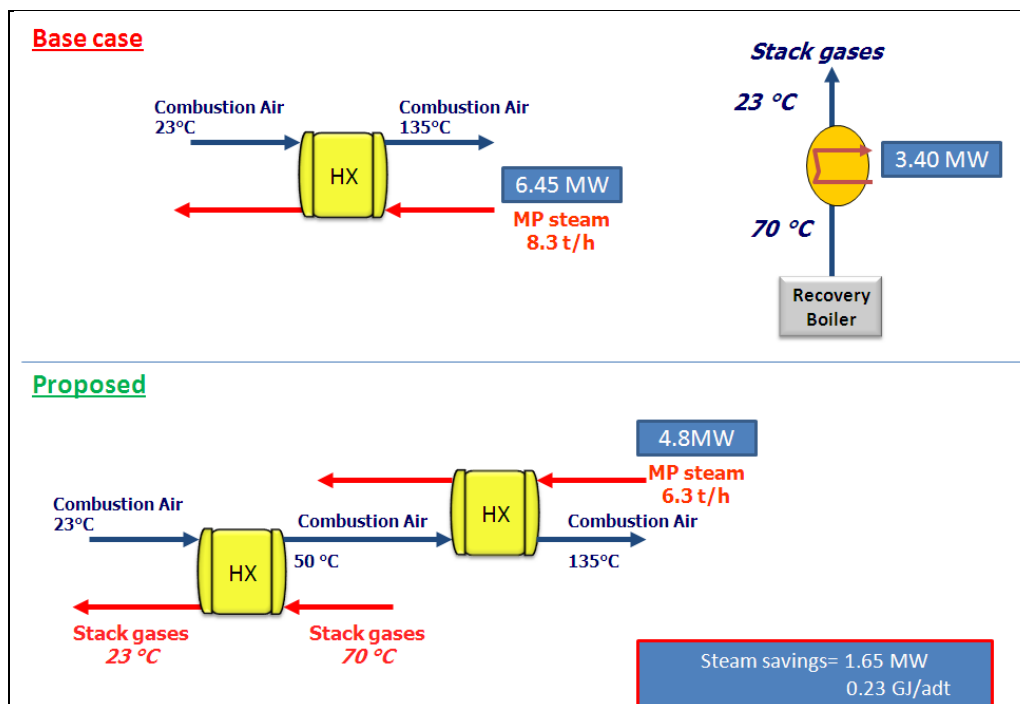 Base case
Combustion Air
23°C
Combustion Air
135°C
HX
6.45 MW
MP steam
8.3 t/h
Stack gases
23 °C
3.40 MW
70 °C
Recovery
Boiler
Proposed
4.8MW
MP steam
6.3 t/h
Combustion Air
23°C
HX
Combustion Air
50 °C
HX
Combustion Air
135°C
Stack gases
23 °C
Stack gases
70 °C
Steam savings= 1.65 MW
0.23 GJ/adt